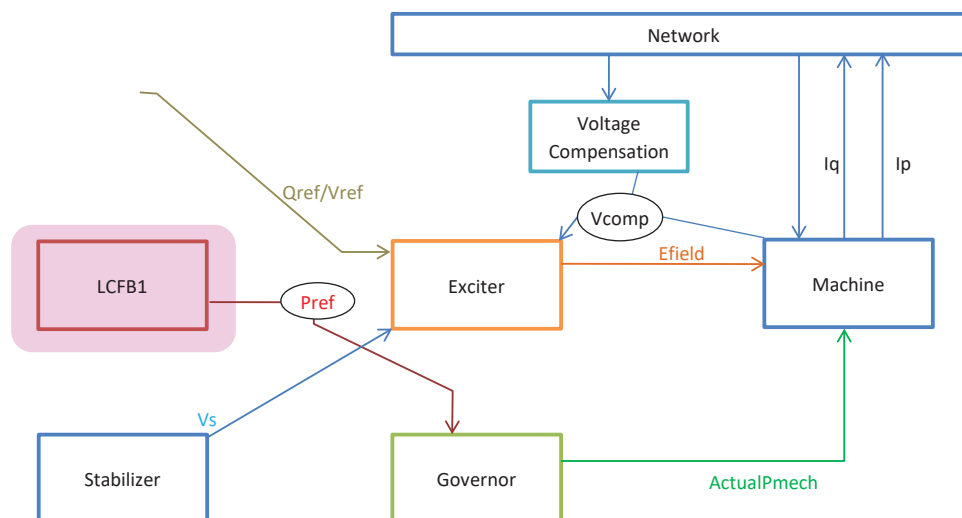 Network
Voltage
Compensation
Iq
Ip
Qref/Vref
Vcomp
LCFB1
Pref
Exciter
Efield
Machine
Vs
Stabilizer
Governor
ActualPmech